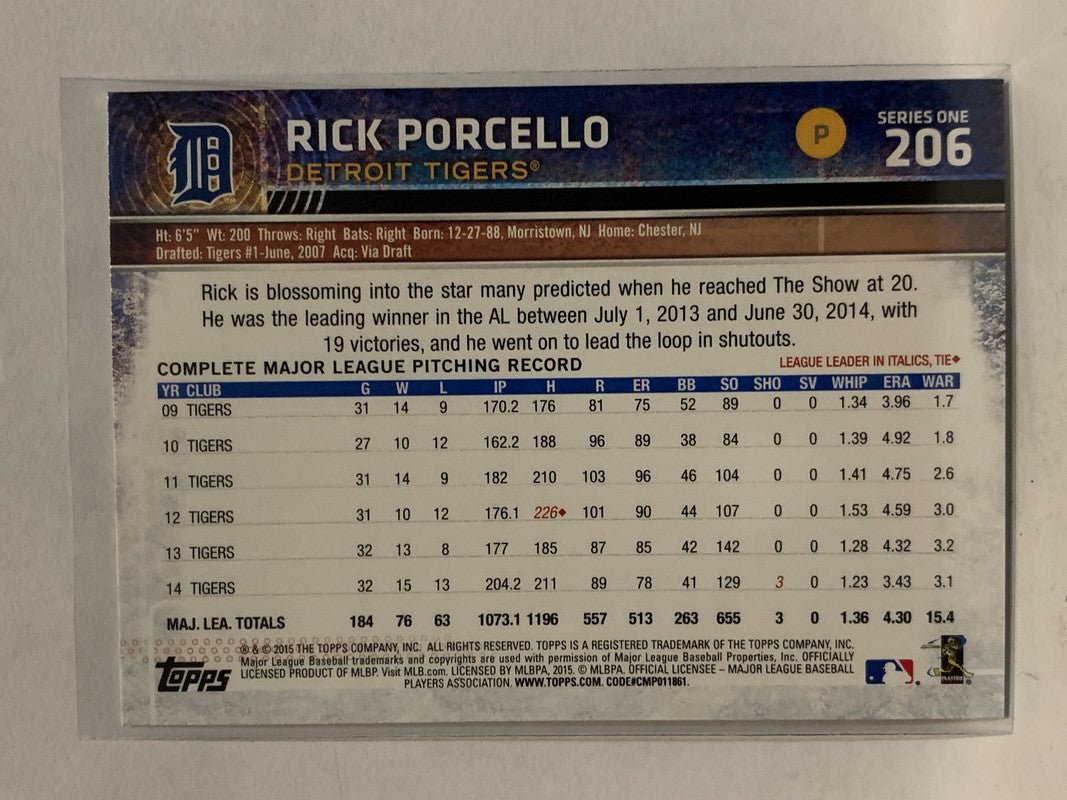 RICK PORCELLO
DETROIT TIGERS®
P
SERIES ONE
206
Ht: 6'5" Wt: 200 Throws: Right Bats: Right Born: 12-27-88, Morristown, NJ Home: Chester, NJ
Drafted: Tigers #1-June, 2007 Acq: Via Draft
Rick is blossoming into the star many predicted when he reached The Show at 20.
He was the leading winner in the AL between July 1, 2013 and June 30, 2014, with
19 victories, and he went on to lead the loop in shutouts.
COMPLETE MAJOR LEAGUE PITCHING RECORD LEAGUE LEADER IN ITALICS, TIE◆
YR CLUB G W L IP H R ER BB SO SHO SV WHIP ERA WAR
09 TIGERS 31 14 9 170.2 176 81 75 52 89 0 0 1.34 3.96 1.7
10 TIGERS 27 10 12 162.2 188 96 89 38 84 0 0 1.39 4.92 1.8
11 TIGERS 31 14 9 182 210 103 96 46 104 0 0 1.41 4.75 2.6
12 TIGERS 31 10 12 176.1 226◆ 101 90 44 107 0 0 1.53 4.59 3.0
13 TIGERS 32 13 8 177 185 87 85 42 142 0 0 1.28 4.32 3.2
14 TIGERS 32 15 13 204.2 211 89 78 41 129 3 0 1.23 3.43 3.1
MAJ. LEA. TOTALS 184 76 63 1073.1 1196 557 513 263 655 3 0 1.36 4.30 15.4
® & © 2015 THE TOPPS COMPANY, INC. ALL RIGHTS RESERVED. TOPPS IS A REGISTERED TRADEMARK OF THE TOPPS COMPANY, INC.
Major League Baseball trademarks and copyrights are used with permission of Major League Baseball Properties, Inc. OFFICIALLY
LICENSED PRODUCT OF MLBP. Visit MLB.com. LICENSED BY MLBPA, 2015. © MLBPA. OFFICIAL LICENSEE – MAJOR LEAGUE BASEBALL
PLAYERS ASSOCIATION. WWW.TOPPS.COM. CODE#CMP011861.
Topps